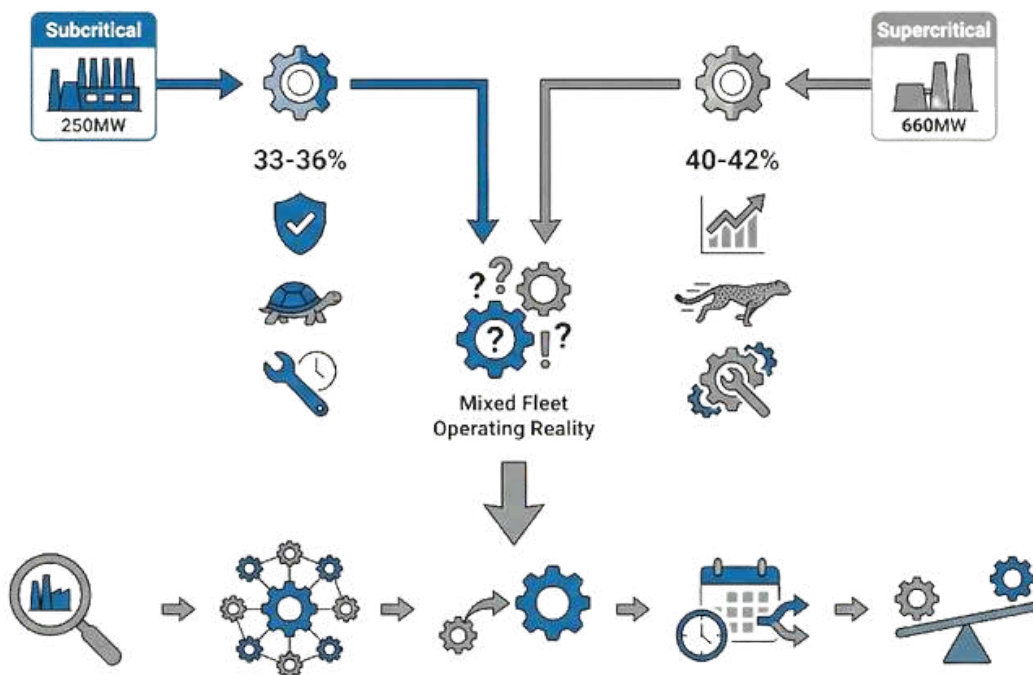 Subcritical
250MW
Supercritical
660MW
33-36%
40-42%
? ? ? ! ?
Mixed Fleet
Operating Reality